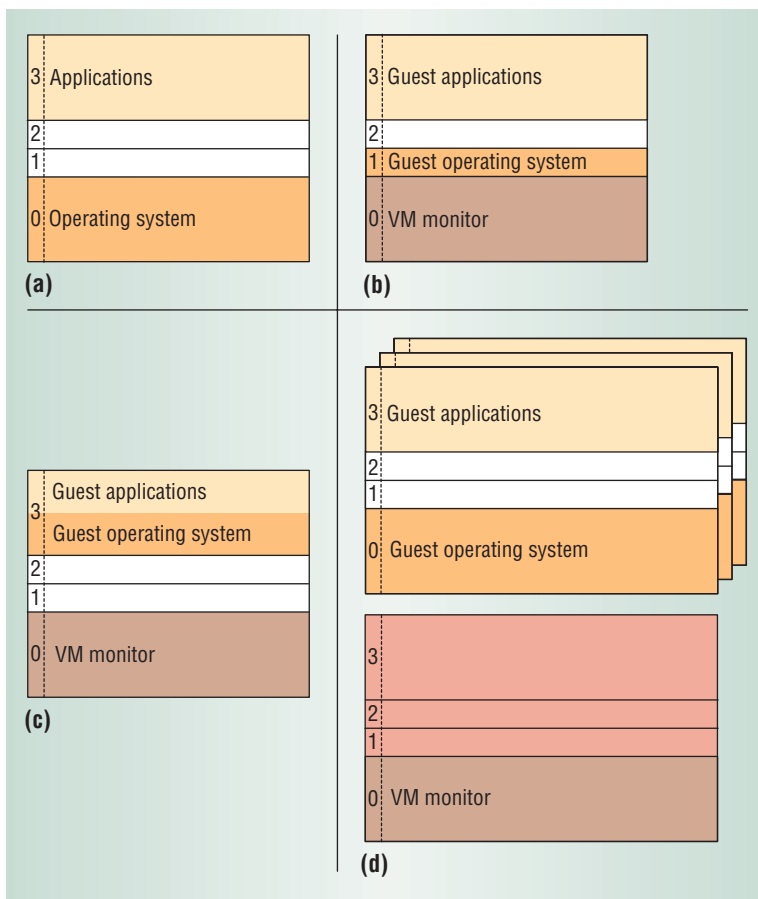 3 Applications
2
1
0 Operating system
(a)
3 Guest applications
2
1 Guest operating system
0 VM monitor
(b)
3
Guest applications
Guest operating system
2
1
0 VM monitor
(c)
3 Guest applications
2
1
0 Guest operating system
3
2
1
0 VM monitor
(d)